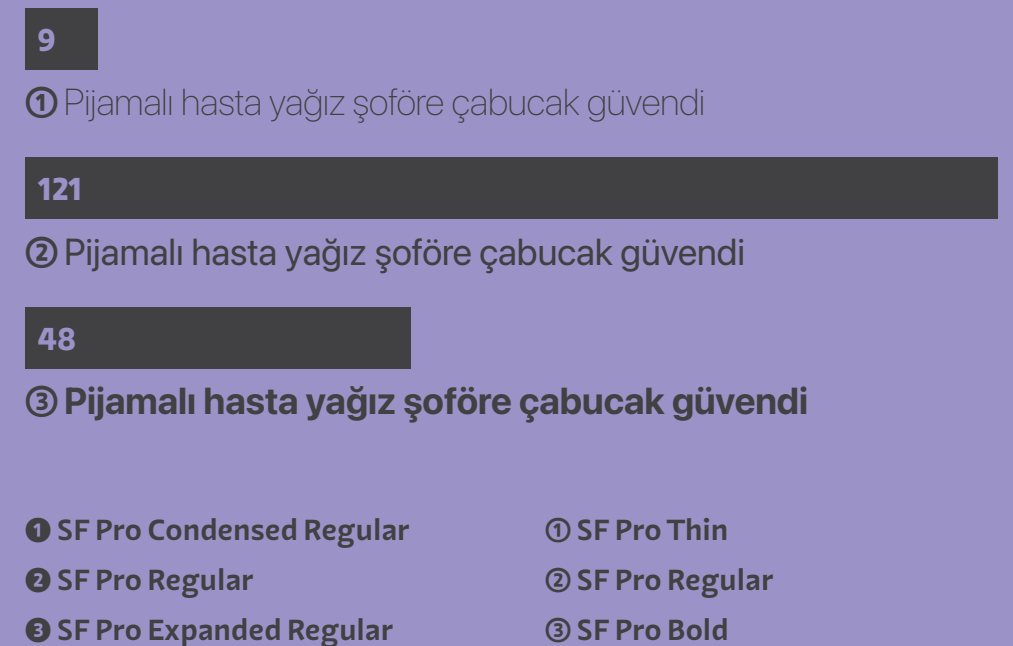 9
① Pijamalı hasta yağız şoföre çabucak güvendi
121
② Pijamalı hasta yağız şoföre çabucak güvendi
48
③ Pijamalı hasta yağız şoföre çabucak güvendi
❶ SF Pro Condensed Regular
❷ SF Pro Regular
❸ SF Pro Expanded Regular
① SF Pro Thin
② SF Pro Regular
③ SF Pro Bold